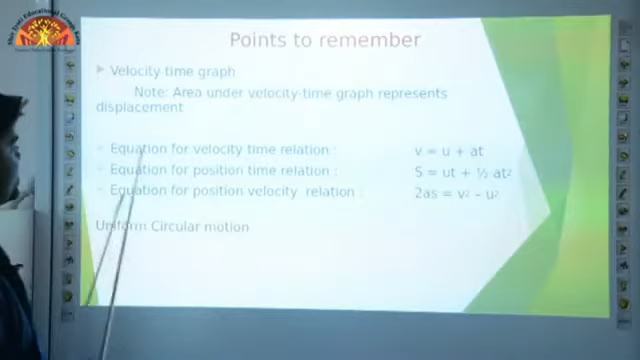 Points to remember
Velocity-time graph
Note: Area under velocity-time graph represents
displacement
Equation for velocity time relation : v = u + at
Equation for position time relation : S = ut + ½ at²
Equation for position velocity relation : 2as = v² – u²
Uniform Circular motion